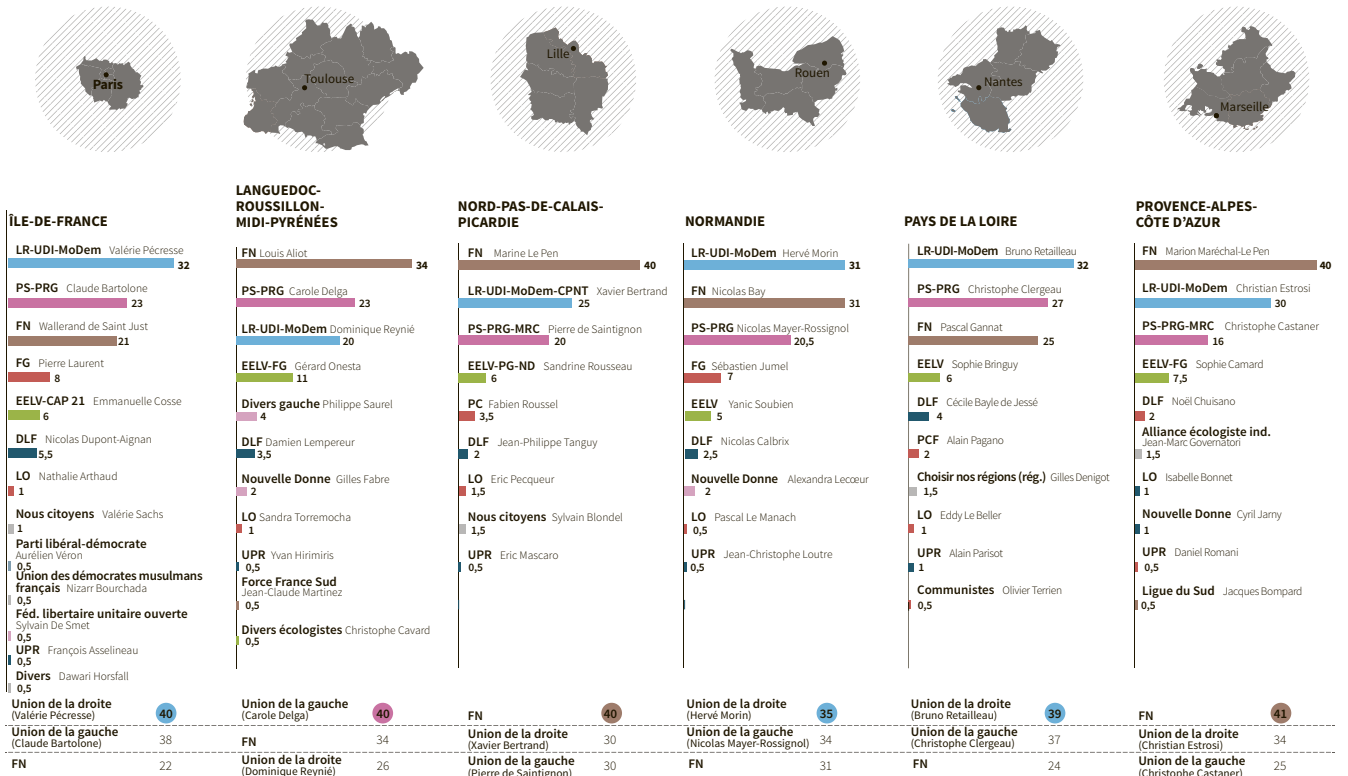 Paris
Toulouse
Lille
Rouen
Nantes
Marseille
ÎLE-DE-FRANCE
LR-UDI-MoDem Valérie Pécresse
32
PS-PRG Claude Bartolone
23
FN Wallerand de Saint Just
21
FG Pierre Laurent
8
EELV-CAP 21 Emmanuelle Cosse
6
DLF Nicolas Dupont-Aignan
5,5
LO Nathalie Arthaud
1
Nous citoyens Valérie Sachs
1
Parti libéral-démocrate
Aurélien Véron
0,5
Union des démocrates musulmans
français Nizarr Bourchada
0,5
Féd. libertaire unitaire ouverte
Sylvain De Smet
0,5
UPR François Asselineau
0,5
Divers Dawari Horsfall
0,5
Union de la droite
(Valérie Pécresse) 40
Union de la gauche
(Claude Bartolone) 38
FN 22
LANGUEDOC-
ROUSSILLON-
MIDI-PYRÉNÉES
FN Louis Aliot
34
PS-PRG Carole Delga
23
LR-UDI-MoDem Dominique Reynié
20
EELV-FG Gérard Onesta
11
Divers gauche Philippe Saurel
4
DLF Damien Lempereur
3,5
Nouvelle Donne Gilles Fabre
2
LO Sandra Torremocha
1
UPR Yvan Hirimiris
0,5
Force France Sud
Jean-Claude Martinez
0,5
Divers écologistes Christophe Cavard
0,5
Union de la gauche
(Carole Delga) 40
FN 34
Union de la droite
(Dominique Reynié) 26
NORD-PAS-DE-CALAIS-
PICARDIE
FN Marine Le Pen
40
LR-UDI-MoDem-CPNT Xavier Bertrand
25
PS-PRG-MRC Pierre de Saintignon
20
EELV-PG-ND Sandrine Rousseau
6
PC Fabien Roussel
3,5
DLF Jean-Philippe Tanguy
2
LO Eric Pecqueur
1,5
Nous citoyens Sylvain Blondel
1,5
UPR Eric Mascaro
0,5
FN 40
Union de la droite
(Xavier Bertrand) 30
Union de la gauche
(Pierre de Saintignon) 30
NORMANDIE
LR-UDI-MoDem Hervé Morin
31
FN Nicolas Bay
31
PS-PRG Nicolas Mayer-Rossignol
20,5
FG Sébastien Jumel
7
EELV Yanic Soubien
5
DLF Nicolas Calbrix
2,5
Nouvelle Donne Alexandra Lecœur
2
LO Pascal Le Manach
0,5
UPR Jean-Christophe Loutre
0,5
Union de la droite
(Hervé Morin) 35
Union de la gauche
(Nicolas Mayer-Rossignol) 34
FN 31
PAYS DE LA LOIRE
LR-UDI-MoDem Bruno Retailleau
32
PS-PRG Christophe Clergeau
27
FN Pascal Gannat
25
EELV Sophie Bringuy
6
DLF Cécile Bayle de Jessé
4
PCF Alain Pagano
2
Choisir nos régions (rég.) Gilles Denigot
1,5
LO Eddy Le Beller
1
UPR Alain Parisot
1
Communistes Olivier Terrien
0,5
Union de la droite
(Bruno Retailleau) 39
Union de la gauche
(Christophe Clergeau) 37
FN 24
PROVENCE-ALPES-
CÔTE D'AZUR
FN Marion Maréchal-Le Pen
40
LR-UDI-MoDem Christian Estrosi
30
PS-PRG-MRC Christophe Castaner
16
EELV-FG Sophie Camard
7,5
DLF Noël Chuisano
2
Alliance écologiste ind.
Jean-Marc Governatori
1,5
LO Isabelle Bonnet
1
Nouvelle Donne Cyril Jarny
1
UPR Daniel Romani
0,5
Ligue du Sud Jacques Bompard
0,5
FN 41
Union de la droite
(Christian Estrosi) 34
Union de la gauche
(Christophe Castaner) 25